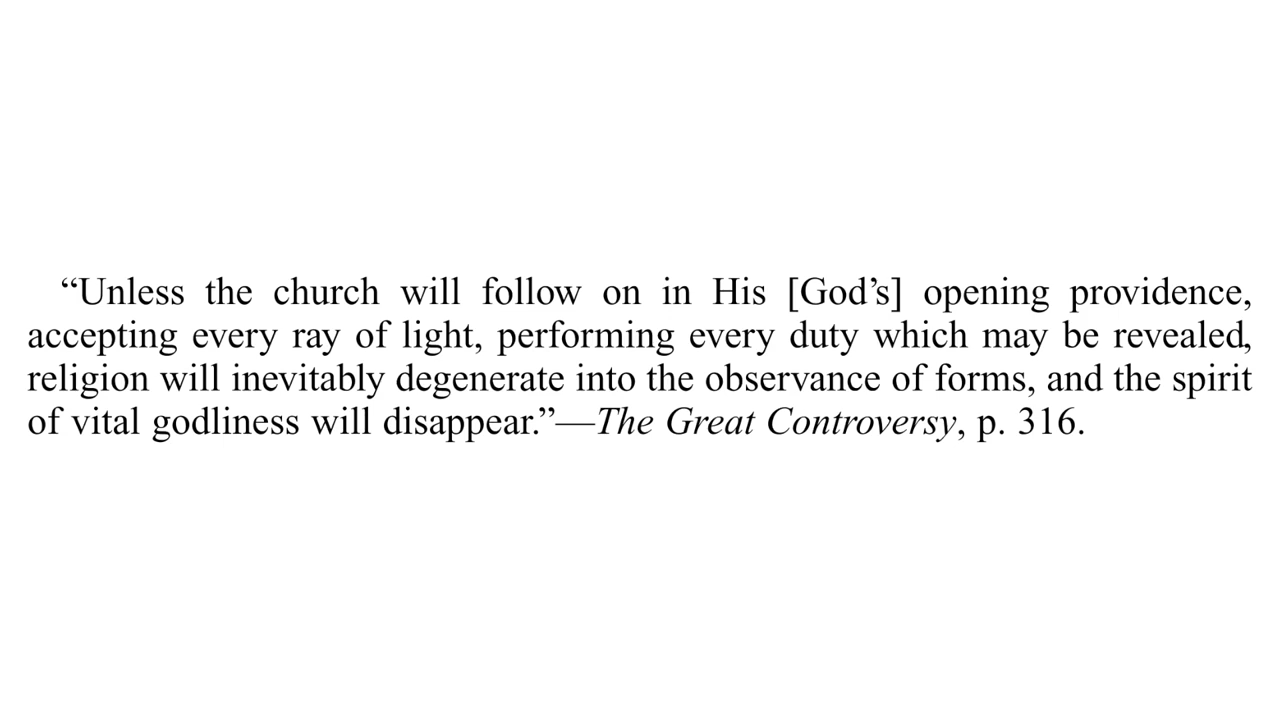 “Unless the church will follow on in His [God’s] opening providence,
accepting every ray of light, performing every duty which may be revealed,
religion will inevitably degenerate into the observance of forms, and the spirit
of vital godliness will disappear.”—The Great Controversy, p. 316.